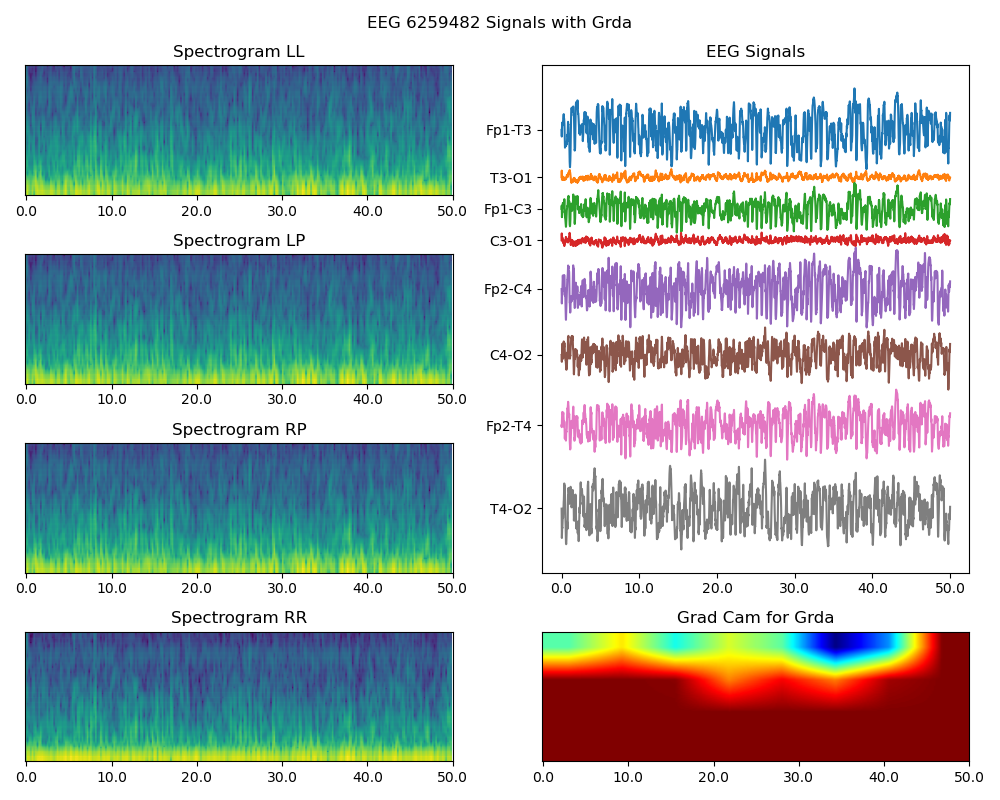 EEG 6259482 Signals with Grda
Spectrogram LL
0.0 10.0 20.0 30.0 40.0 50.0
Spectrogram LP
0.0 10.0 20.0 30.0 40.0 50.0
Spectrogram RP
0.0 10.0 20.0 30.0 40.0 50.0
Spectrogram RR
0.0 10.0 20.0 30.0 40.0 50.0
EEG Signals
Fp1-T3
T3-O1
Fp1-C3
C3-O1
Fp2-C4
C4-O2
Fp2-T4
T4-O2
0.0 10.0 20.0 30.0 40.0 50.0
Grad Cam for Grda
0.0 10.0 20.0 30.0 40.0 50.0